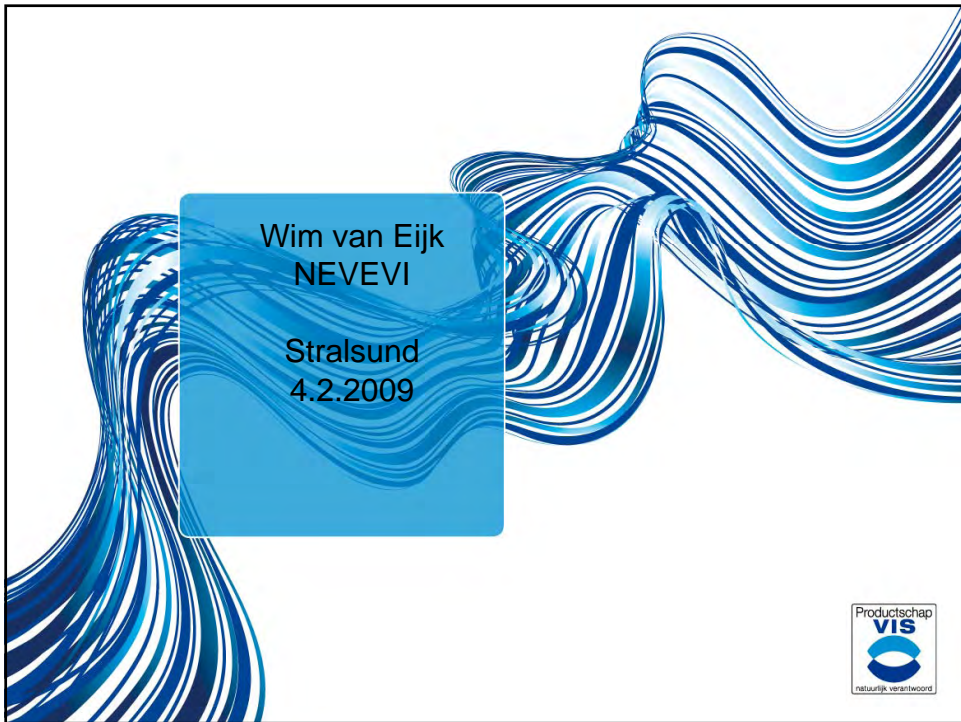 Wim van Eijk
NEVEVI
Stralsund
4.2.2009
Productschap
VIS
natuurlijk verantwoord